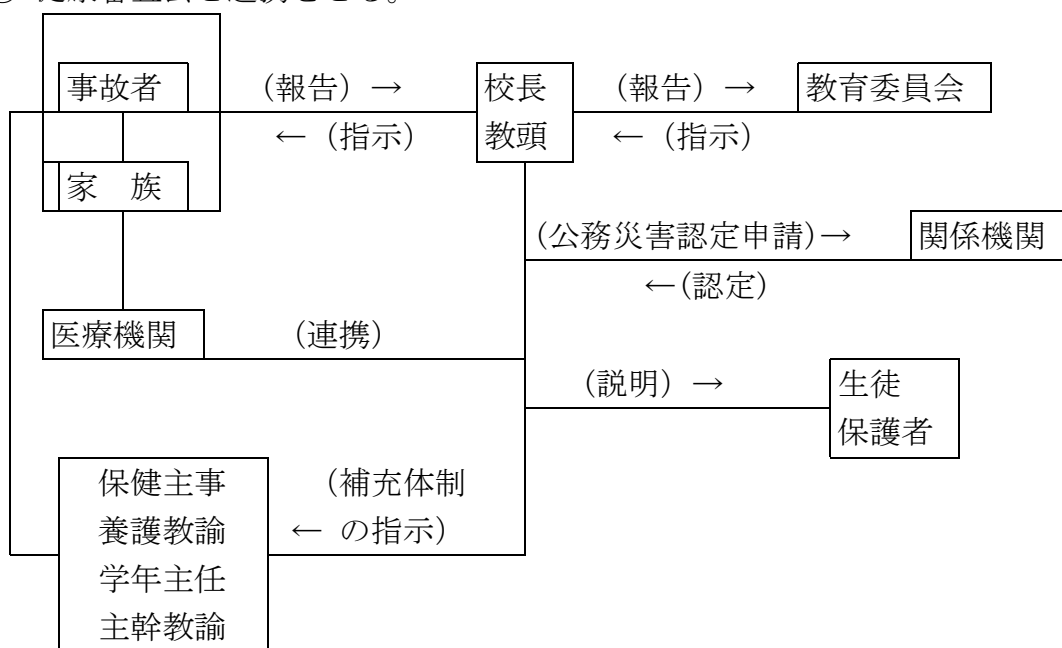 事故者 (報告) → 校長 (報告) → 教育委員会
← (指示) 教頭 ← (指示)
家 族
(公務災害認定申請)→ 関係機関
←(認定)
医療機関 (連携)
(説明) → 生徒
保護者
保健主事 (補充体制
養護教諭 ← の指示)
学年主任
主幹教諭